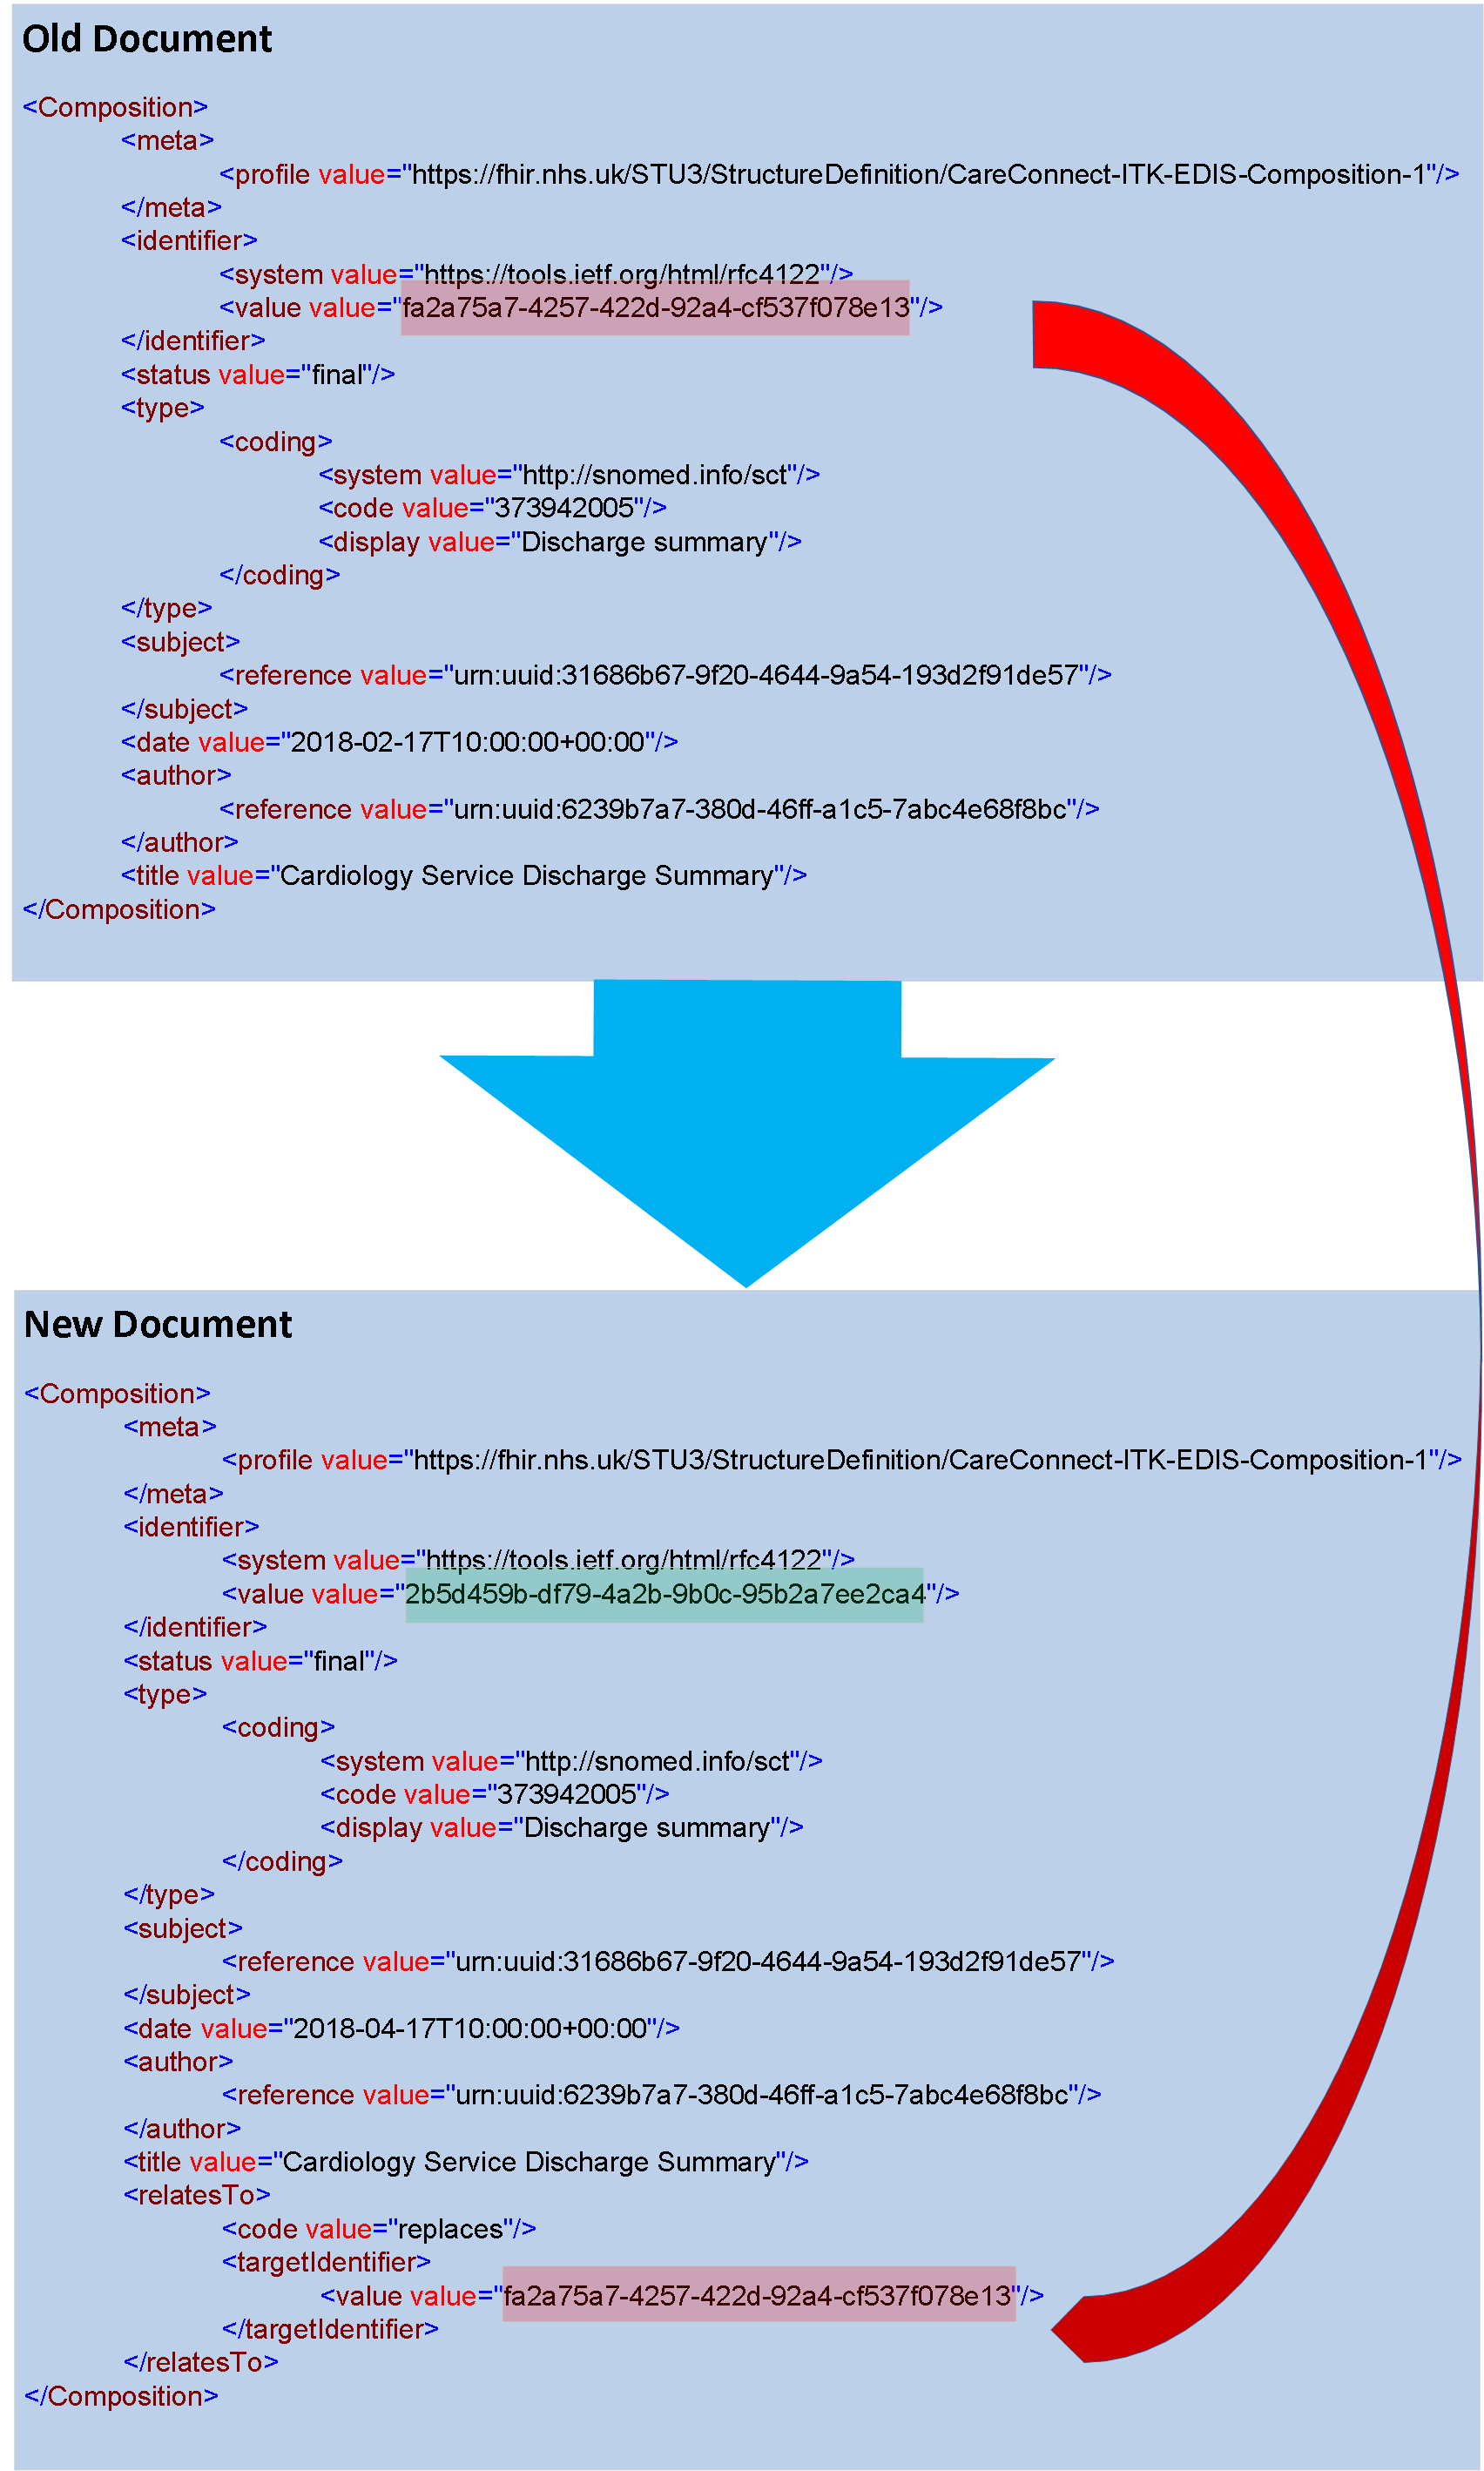 Old Document
<Composition>
<meta>
<profile value="https://fhir.nhs.uk/STU3/StructureDefinition/CareConnect-ITK-EDIS-Composition-1"/>
</meta>
<identifier>
<system value="https://tools.ietf.org/html/rfc4122"/>
<value value="fa2a75a7-4257-422d-92a4-cf537f078e13"/>
</identifier>
<status value="final"/>
<type>
<coding>
<system value="http://snomed.info/sct"/>
<code value="373942005"/>
<display value="Discharge summary"/>
</coding>
</type>
<subject>
<reference value="urn:uuid:31686b67-9f20-4644-9a54-193d2f91de57"/>
</subject>
<date value="2018-02-17T10:00:00+00:00"/>
<author>
<reference value="urn:uuid:6239b7a7-380d-46ff-a1c5-7abc4e68f8bc"/>
</author>
<title value="Cardiology Service Discharge Summary"/>
</Composition>
New Document
<Composition>
<meta>
<profile value="https://fhir.nhs.uk/STU3/StructureDefinition/CareConnect-ITK-EDIS-Composition-1"/>
</meta>
<identifier>
<system value="https://tools.ietf.org/html/rfc4122"/>
<value value="2b5d459b-df79-4a2b-9b0c-95b2a7ee2ca4"/>
</identifier>
<status value="final"/>
<type>
<coding>
<system value="http://snomed.info/sct"/>
<code value="373942005"/>
<display value="Discharge summary"/>
</coding>
</type>
<subject>
<reference value="urn:uuid:31686b67-9f20-4644-9a54-193d2f91de57"/>
</subject>
<date value="2018-04-17T10:00:00+00:00"/>
<author>
<reference value="urn:uuid:6239b7a7-380d-46ff-a1c5-7abc4e68f8bc"/>
</author>
<title value="Cardiology Service Discharge Summary"/>
<relatesTo>
<code value="replaces"/>
<targetIdentifier>
<value value="fa2a75a7-4257-422d-92a4-cf537f078e13"/>
</targetIdentifier>
</relatesTo>
</Composition>